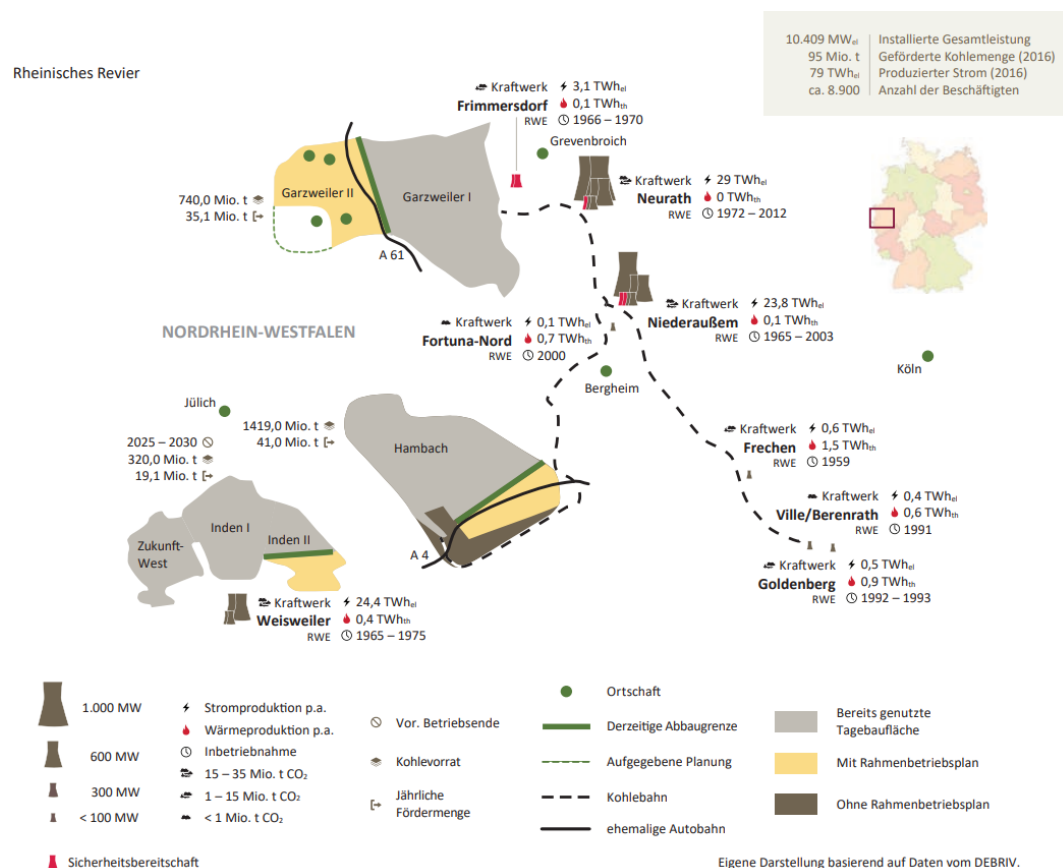 10.409 MWel Installierte Gesamtleistung
95 Mio. t Geförderte Kohlemenge (2016)
79 TWhel Produzierter Strom (2016)
ca. 8.900 Anzahl der Beschäftigten
Rheinisches Revier
Kraftwerk 3,1 TWhel
Frimmersdorf 0,1 TWhth
RWE 1966 – 1970
Grevenbroich
Garzweiler II
Garzweiler I
740,0 Mio. t
35,1 Mio. t
A 61
Kraftwerk 29 TWhel
Neurath 0 TWhth
RWE 1972 – 2012
NORDRHEIN-WESTFALEN
Kraftwerk 0,1 TWhel
Fortuna-Nord 0,7 TWhth
RWE 2000
Kraftwerk 23,8 TWhel
Niederaußem 0,1 TWhth
RWE 1965 – 2003
Bergheim
Köln
Jülich
1419,0 Mio. t
41,0 Mio. t
Hambach
2025 – 2030
320,0 Mio. t
19,1 Mio. t
Kraftwerk 0,6 TWhel
Frechen 1,5 TWhth
RWE 1959
Kraftwerk 0,4 TWhel
Ville/Berenrath 0,6 TWhth
RWE 1991
Kraftwerk 0,5 TWhel
Goldenberg 0,9 TWhth
RWE 1992 – 1993
Inden I
Inden II
Zukunft-
West
A 4
Kraftwerk 24,4 TWhel
Weisweiler 0,4 TWhth
RWE 1965 – 1975
1.000 MW
600 MW
300 MW
< 100 MW
Sicherheitsbereitschaft
Stromproduktion p.a.
Wärmeproduktion p.a.
Inbetriebnahme
15 – 35 Mio. t CO₂
1 – 15 Mio. t CO₂
< 1 Mio. t CO₂
Vor. Betriebsende
Kohlevorrat
Jährliche
Fördermenge
Ortschaft
Derzeitige Abbaugrenze
Aufgegebene Planung
Kohlebahn
ehemalige Autobahn
Bereits genutzte
Tagebaufläche
Mit Rahmenbetriebsplan
Ohne Rahmenbetriebsplan
Eigene Darstellung basierend auf Daten vom DEBRIV.